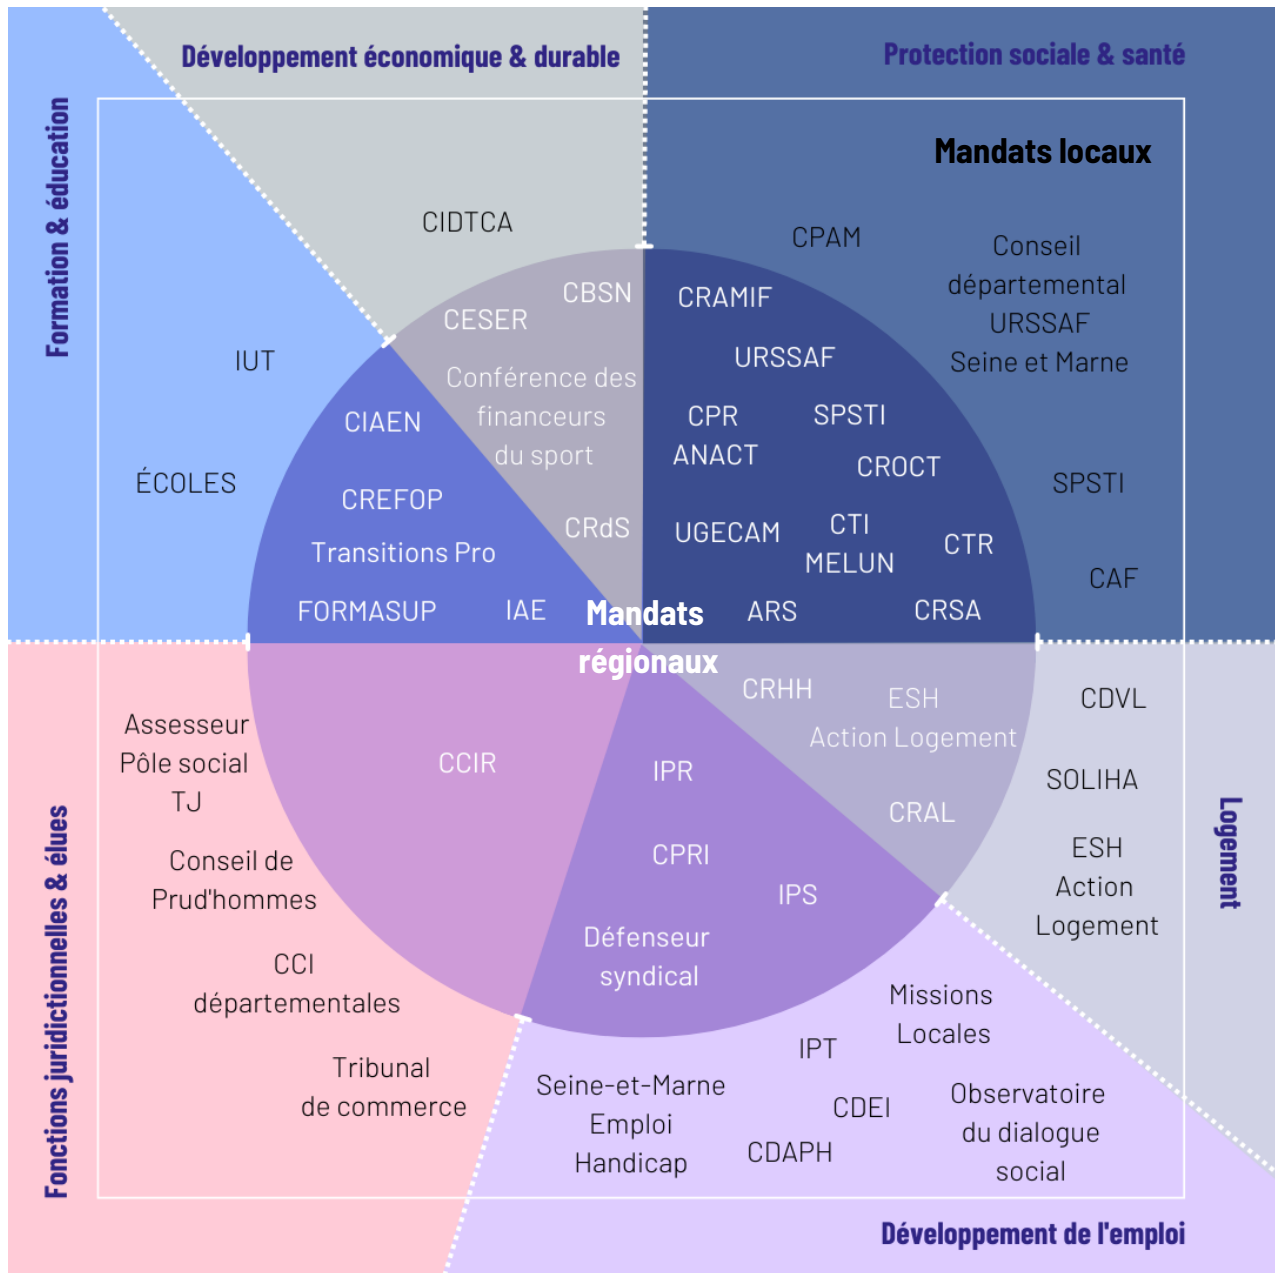 Développement économique & durable
CIDTCA
CBSN
CESER
Conférence des
financeurs
du sport
CRdS
Protection sociale & santé
Mandats locaux
CPAM
Conseil
départemental
URSSAF
Seine et Marne
SPSTI
CAF
CRAMIF
URSSAF
CPR
ANACT
SPSTI
CROCT
UGECAM
CTI
MELUN
CTR
ARS
CRSA
Formation & éducation
IUT
ÉCOLES
CIAEN
CREFOP
Transitions Pro
FORMASUP
IAE
Mandats
régionaux
Fonctions juridictionnelles & élues
Assesseur
Pôle social
TJ
Conseil de
Prud'hommes
CCI
départementales
Tribunal
de commerce
CCIR
IPR
CPRI
IPS
Défenseur
syndical
Missions
Locales
IPT
CDEI
Seine-et-Marne
Emploi
Handicap
CDAPH
Observatoire
du dialogue
social
Développement de l'emploi
CRHH
ESH
Action Logement
CRAL
CDVL
SOLIHA
ESH
Action
Logement
Logement